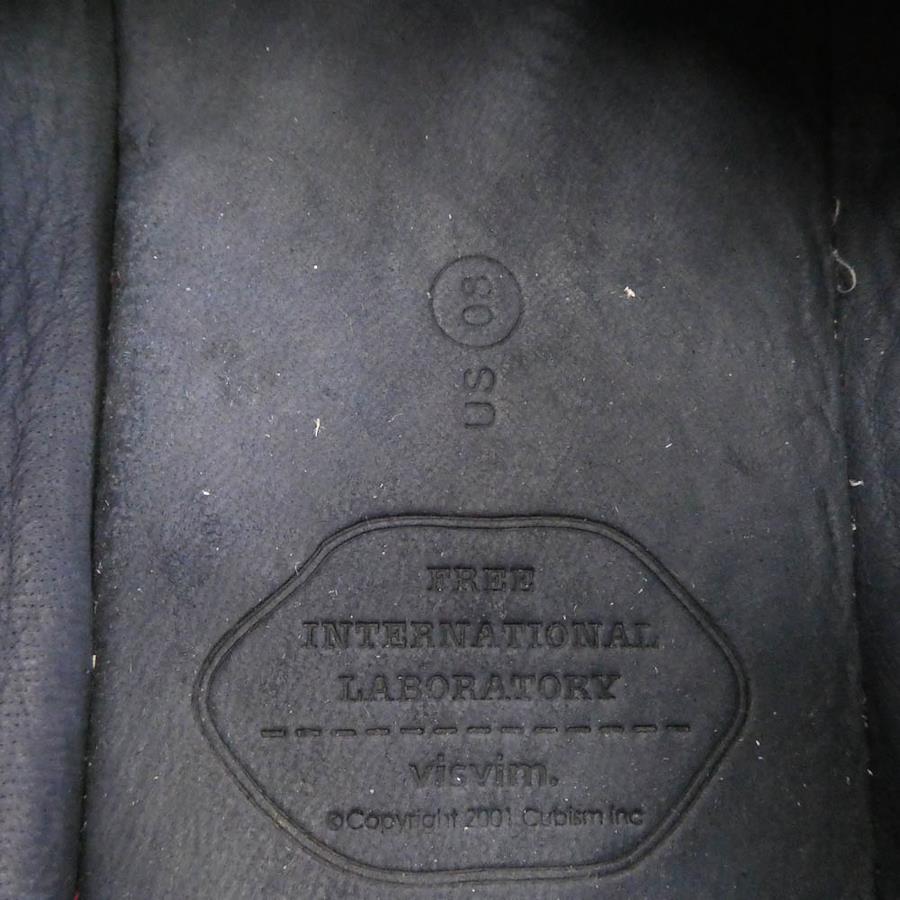 US 08
FREE
INTERNATIONAL
LABORATORY
visvim.
©Copyright 2001 Cubism Inc